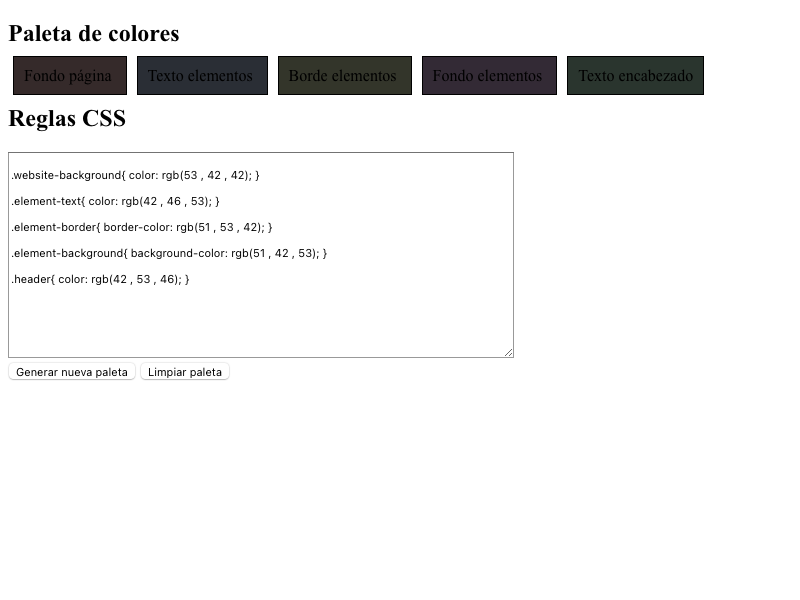 Paleta de colores
Fondo página Texto elementos Borde elementos Fondo elementos Texto encabezado
Reglas CSS
.website-background{ color: rgb(53 , 42 , 42); }
.element-text{ color: rgb(42 , 46 , 53); }
.element-border{ border-color: rgb(51 , 53 , 42); }
.element-background{ background-color: rgb(51 , 42 , 53); }
.header{ color: rgb(42 , 53 , 46); }
Generar nueva paleta Limpiar paleta